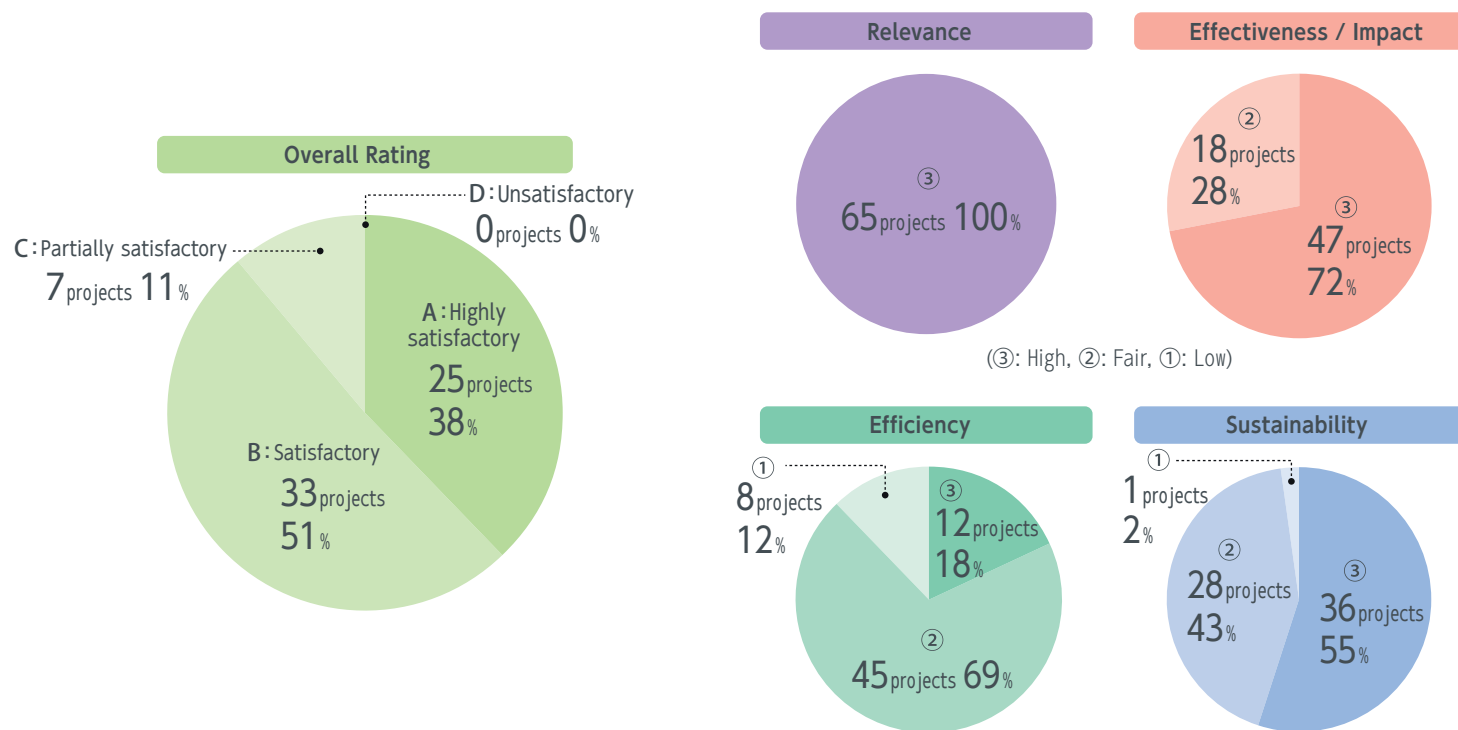 Overall Rating
D:Unsatisfactory
0projects 0%
C:Partially satisfactory
7projects 11%
A:Highly
satisfactory
25projects
38%
B:Satisfactory
33projects
51%
Relevance
③
65projects 100%
Effectiveness / Impact
②
18projects
28%
③
47projects
72%
(③: High, ②: Fair, ①: Low)
Efficiency
①
8projects
12%
③
12projects
18%
②
45projects 69%
Sustainability
①
1projects
2%
②
28projects
43%
③
36projects
55%